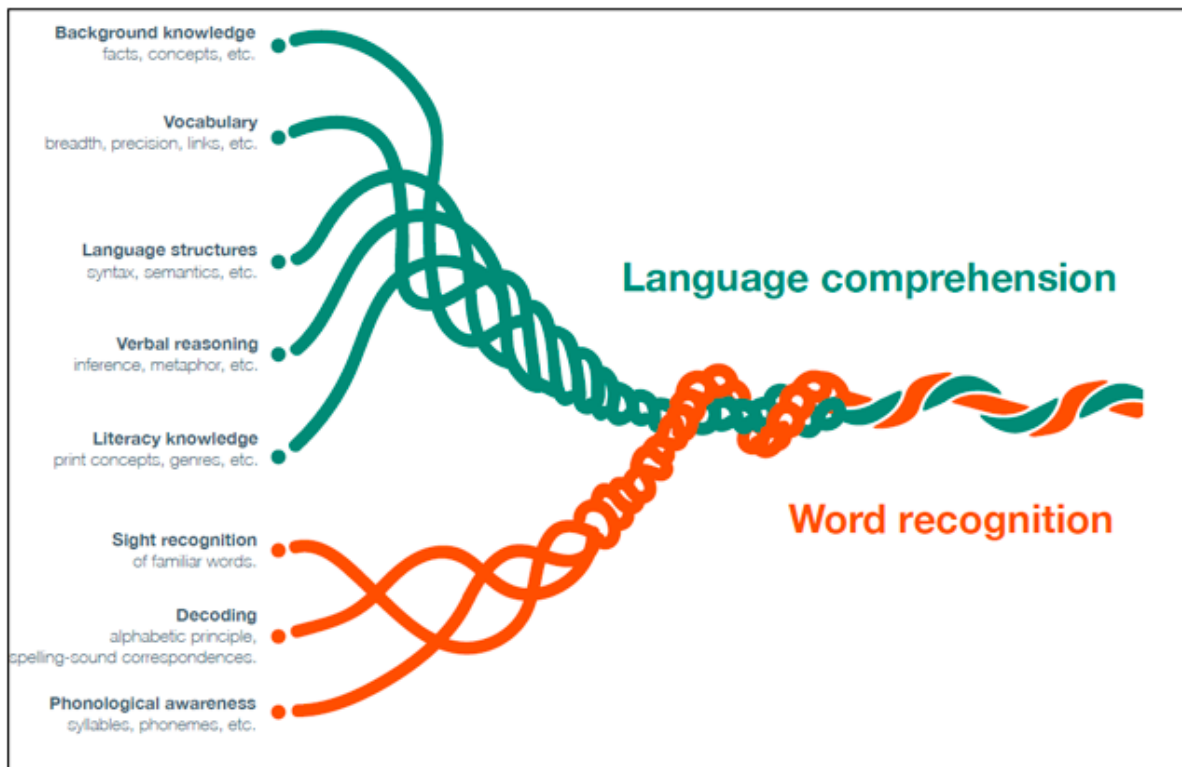 Background knowledge
facts, concepts, etc.
Vocabulary
breadth, precision, links, etc.
Language structures
syntax, semantics, etc.
Verbal reasoning
inference, metaphor, etc.
Literacy knowledge
print concepts, genres, etc.
Language comprehension
Sight recognition
of familiar words.
Decoding
alphabetic principle,
spelling-sound correspondences.
Phonological awareness
syllables, phonemes, etc.
Word recognition